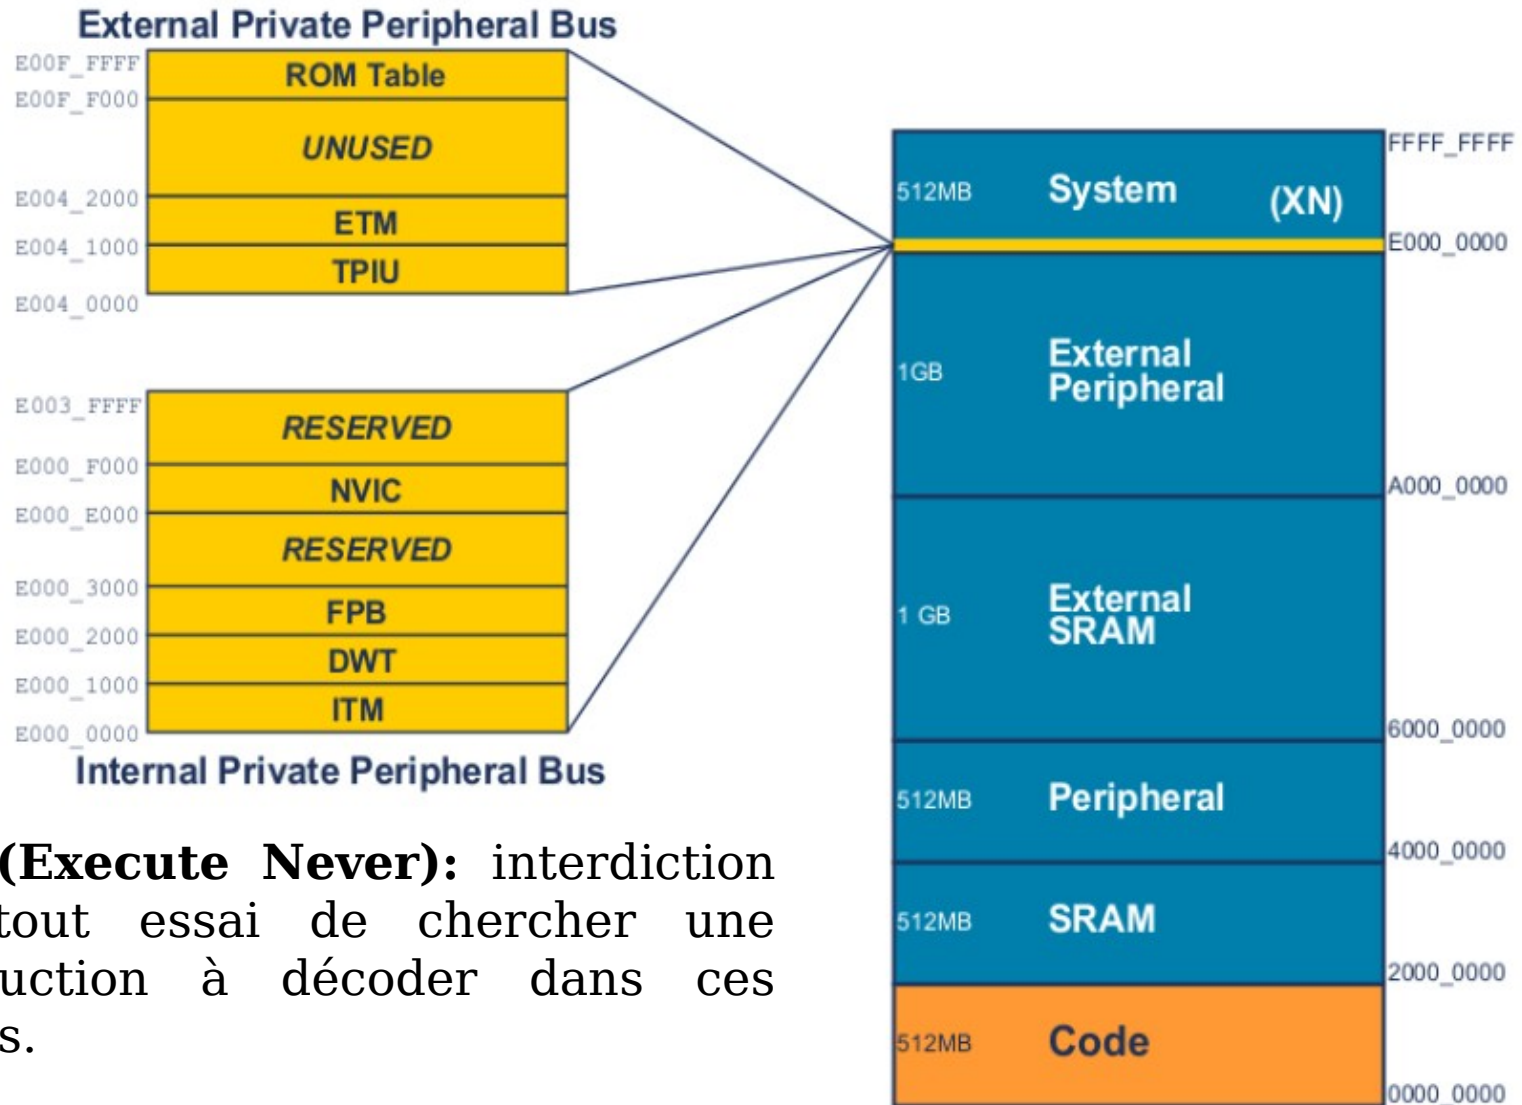 External Private Peripheral Bus
E00F_FFFF
ROM Table
E00F_F000
UNUSED
E004_2000
ETM
E004_1000
TPIU
E004_0000
E003_FFFF
RESERVED
E000_F000
NVIC
E000_E000
RESERVED
E000_3000
FPB
E000_2000
DWT
E000_1000
ITM
E000_0000
Internal Private Peripheral Bus
(Execute Never): interdiction
tout essai de chercher une
uction à décoder dans ces
s.
FFFF_FFFF
512MB System (XN)
E000_0000
1GB External
Peripheral
A000_0000
1 GB External
SRAM
6000_0000
512MB Peripheral
4000_0000
512MB SRAM
2000_0000
512MB Code
0000_0000